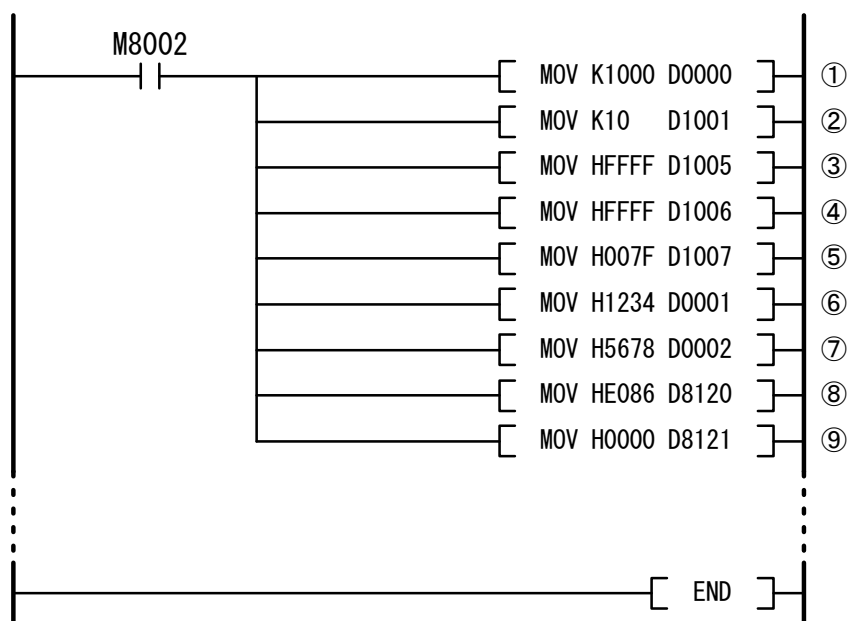 M8002
MOV K1000 D0000 ①
MOV K10 D1001 ②
MOV HFFFF D1005 ③
MOV HFFFF D1006 ④
MOV H007F D1007 ⑤
MOV H1234 D0001 ⑥
MOV H5678 D0002 ⑦
MOV HE086 D8120 ⑧
MOV H0000 D8121 ⑨
END